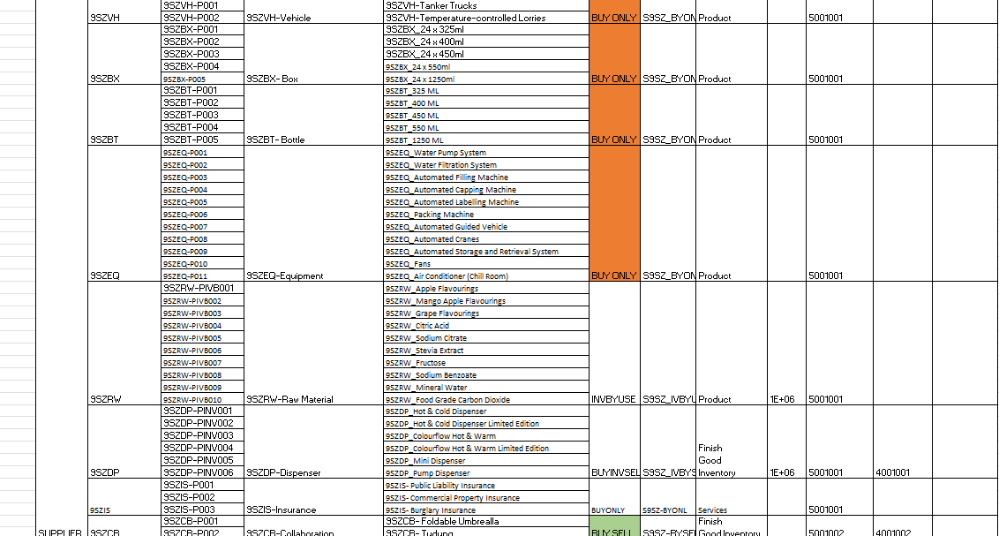 9SZVH-P001 9SZVH-Tanker Trucks
9SZVH 9SZVH-P002 9SZVH-Vehicle 9SZVH-Temperature-controlled Lorries BUY ONLY S9SZ_BYON Product 5001001
9SZBX-P001 9SZBX_24 x 325ml
9SZBX-P002 9SZBX_24 x 400ml
9SZBX-P003 9SZBX_24 x 450ml
9SZBX-P004 9SZBX_24 x 550ml
9SZBX 9SZBX-P005 9SZBX- Box 9SZBX_24 x 1250ml BUY ONLY S9SZ_BYON Product 5001001
9SZBT-P001 9SZBT_325 ML
9SZBT-P002 9SZBT_400 ML
9SZBT-P003 9SZBT_450 ML
9SZBT-P004 9SZBT_550 ML
9SZBT 9SZBT-P005 9SZBT- Bottle 9SZBT_1250 ML BUY ONLY S9SZ_BYON Product 5001001
9SZEQ-P001 9SZEQ_Water Pump System
9SZEQ-P002 9SZEQ_Water Filtration System
9SZEQ-P003 9SZEQ_Automated Filling Machine
9SZEQ-P004 9SZEQ_Automated Capping Machine
9SZEQ-P005 9SZEQ_Automated Labelling Machine
9SZEQ-P006 9SZEQ_Packing Machine
9SZEQ-P007 9SZEQ_Automated Guided Vehicle
9SZEQ-P008 9SZEQ_Automated Cranes
9SZEQ-P009 9SZEQ_Automated Storage and Retrieval System
9SZEQ-P010 9SZEQ_Fans
9SZEQ 9SZEQ-P011 9SZEQ-Equipment 9SZEQ_Air Conditioner (Chill Room) BUY ONLY S9SZ_BYON Product 5001001
9SZRW-PIVB001 9SZRW_Apple Flavourings
9SZRW-PIVB002 9SZRW_Mango Apple Flavourings
9SZRW-PIVB003 9SZRW_Grape Flavourings
9SZRW-PIVB004 9SZRW_Citric Acid
9SZRW-PIVB005 9SZRW_Sodium Citrate
9SZRW-PIVB006 9SZRW_Stevia Extract
9SZRW-PIVB007 9SZRW_Fructose
9SZRW-PIVB008 9SZRW_Sodium Benzoate
9SZRW-PIVB009 9SZRW_Mineral Water
9SZRW 9SZRW-PIVB010 9SZRW-Raw Material 9SZRW_Food Grade Carbon Dioxide INVBYUSE S9SZ_IVBYU Product 1E+06 5001001
9SZDP-PINV001 9SZDP_Hot & Cold Dispenser
9SZDP-PINV002 9SZDP_Hot & Cold Dispenser Limited Edition
9SZDP-PINV003 9SZDP_Colourflow Hot & Warm
9SZDP-PINV004 9SZDP_Colourflow Hot & Warm Limited Edition Finish
9SZDP-PINV005 9SZDP_Mini Dispenser Good
9SZDP 9SZDP-PINV006 9SZDP-Dispenser 9SZDP_Pump Dispenser BUYINVSEL S9SZ_IVBYS Inventory 1E+06 5001001 4001001
9SZIS-P001 9SZIS- Public Liability Insurance
9SZIS-P002 9SZIS- Commercial Property Insurance
9SZIS 9SZIS-P003 9SZIS-Insurance 9SZIS- Burglary Insurance BUYONLY S9SZ-BYONL Services 5001001
9SZCB-P001 9SZCB- Foldable Umbrealla Finish
SUPPLIER 9SZCB 9SZCB-P002 9SZCB-Collaboration 9SZCB- Tudung BUY SELL S9SZ-BYSEL Good Inventory 5001002 4001002